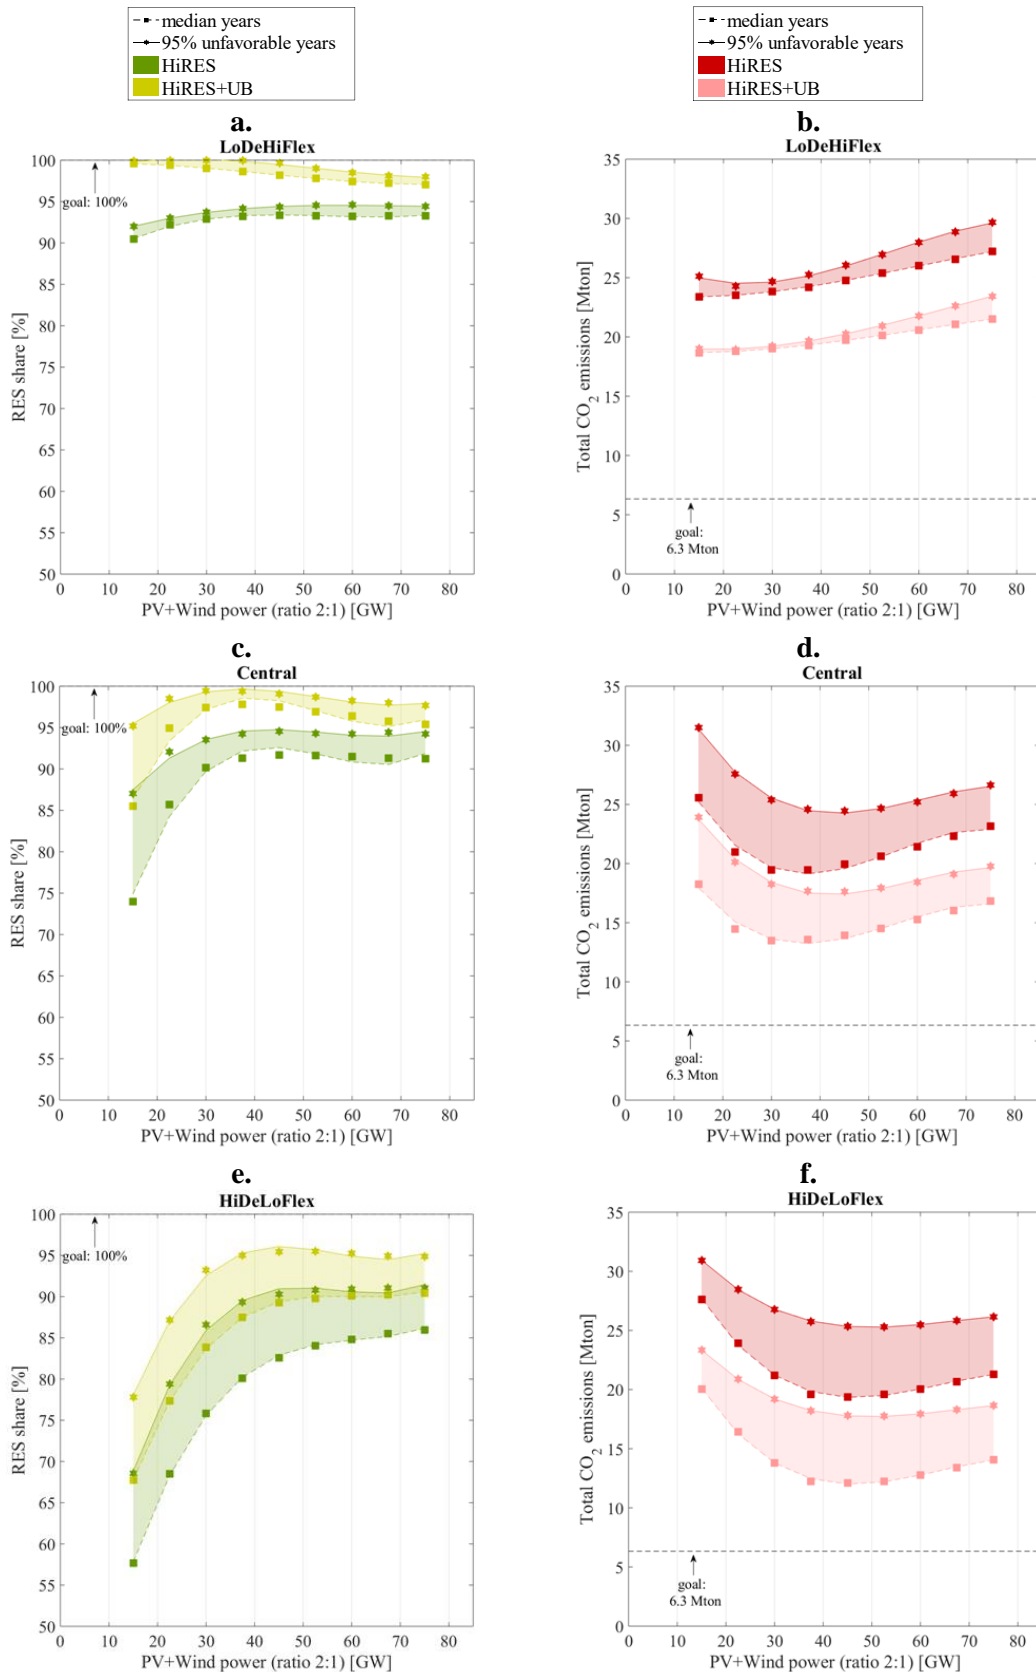 median years
95% unfavorable years
HiRES
HiRES+UB
median years
95% unfavorable years
HiRES
HiRES+UB
a.
LoDeHiFlex
100
95
90
85
80
75
70
65
60
55
50
RES share [%]
goal: 100%
0 10 20 30 40 50 60 70 80
PV+Wind power (ratio 2:1) [GW]
b.
LoDeHiFlex
35
30
25
20
15
10
5
0
Total CO2 emissions [Mton]
goal:
6.3 Mton
0 10 20 30 40 50 60 70 80
PV+Wind power (ratio 2:1) [GW]
c.
Central
100
95
90
85
80
75
70
65
60
55
50
RES share [%]
goal: 100%
0 10 20 30 40 50 60 70 80
PV+Wind power (ratio 2:1) [GW]
d.
Central
35
30
25
20
15
10
5
0
Total CO2 emissions [Mton]
goal:
6.3 Mton
0 10 20 30 40 50 60 70 80
PV+Wind power (ratio 2:1) [GW]
e.
HiDeLoFlex
100
95
90
85
80
75
70
65
60
55
50
RES share [%]
goal: 100%
0 10 20 30 40 50 60 70 80
PV+Wind power (ratio 2:1) [GW]
f.
HiDeLoFlex
35
30
25
20
15
10
5
0
Total CO2 emissions [Mton]
goal:
6.3 Mton
0 10 20 30 40 50 60 70 80
PV+Wind power (ratio 2:1) [GW]